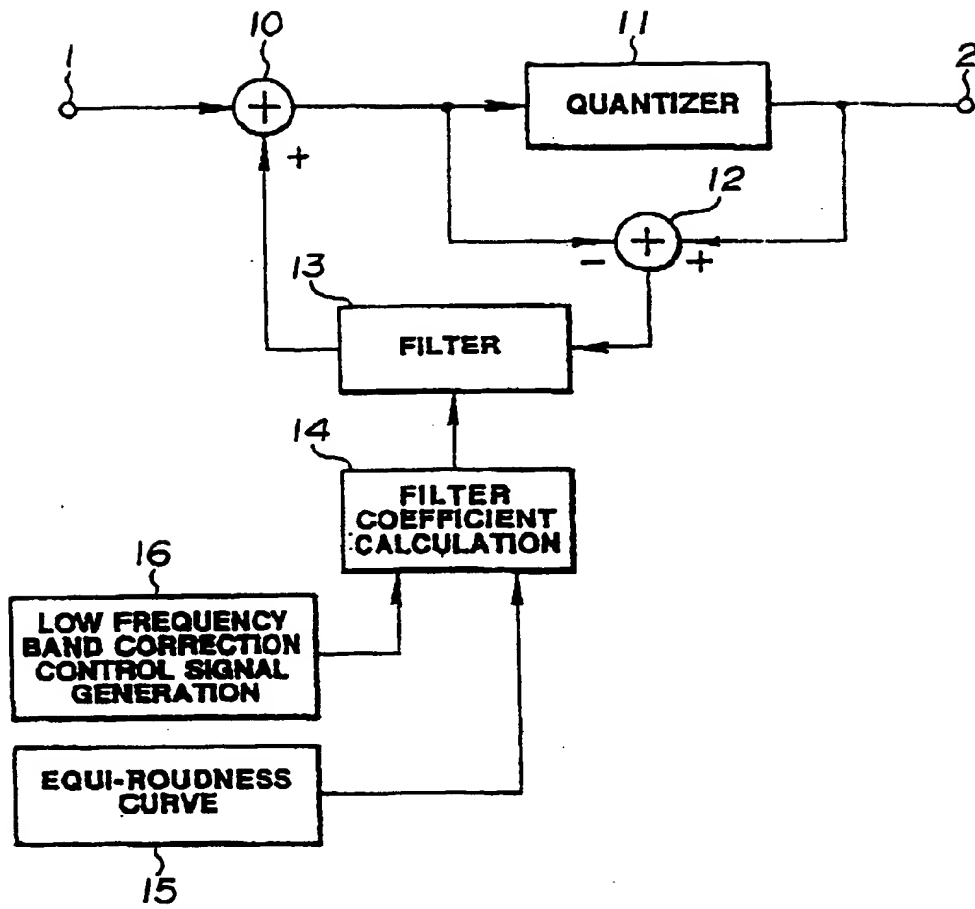 10
11
1
2
+
QUANTIZER
+
12
+
- +
13
FILTER
14
FILTER
COEFFICIENT
CALCULATION
16
LOW FREQUENCY
BAND CORRECTION
CONTROL SIGNAL
GENERATION
EQUI-ROUDNESS
CURVE
15